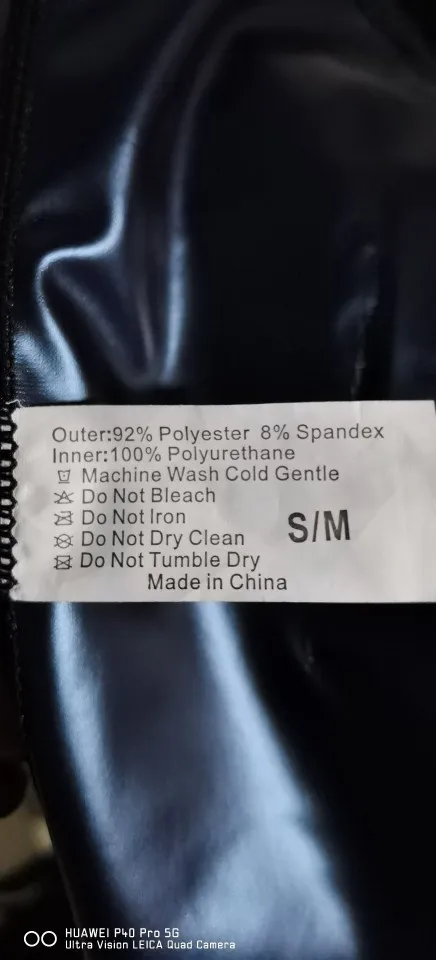 Outer:92% Polyester 8% Spandex
Inner:100% Polyurethane
Machine Wash Cold Gentle
Do Not Bleach
Do Not Iron
Do Not Dry Clean
Do Not Tumble Dry
Made in China
S/M
HUAWEI P40 Pro 5G
Ultra Vision LEICA Quad Camera